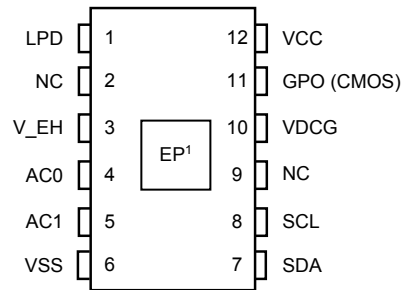 LPD 1 12 VCC
NC 2 11 GPO (CMOS)
V_EH 3 10 VDCG
EP¹
AC0 4 9 NC
AC1 5 8 SCL
VSS 6 7 SDA